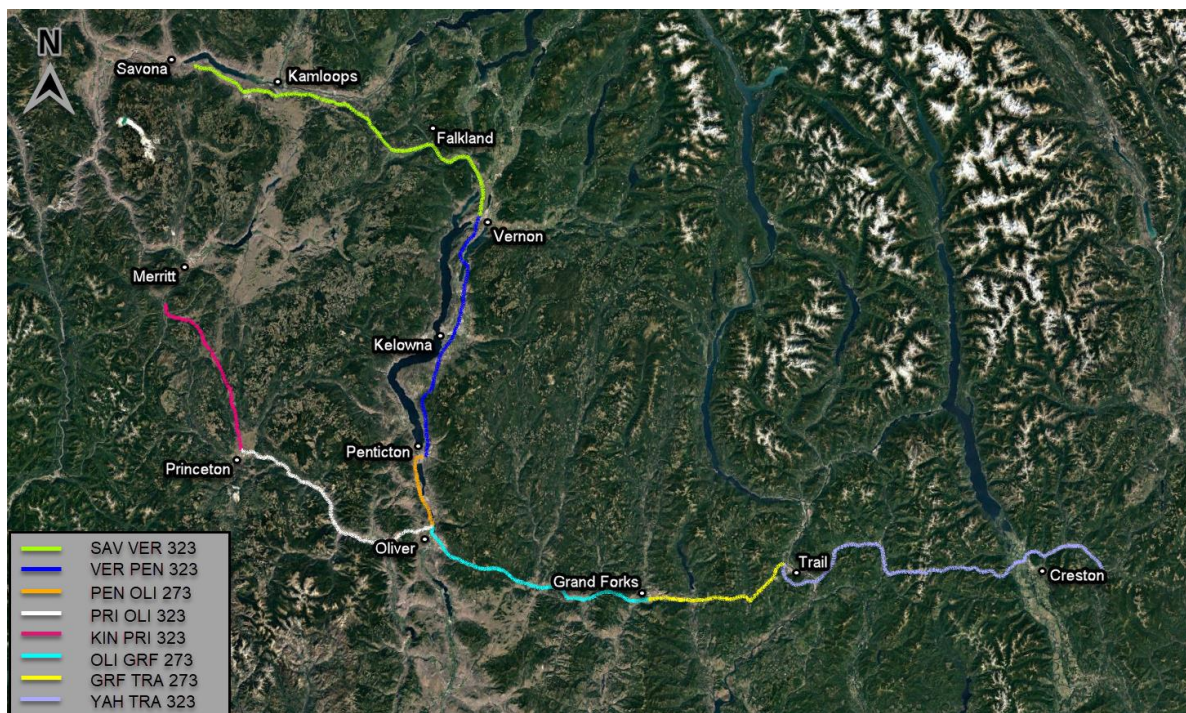 N
Savona
Kamloops
Falkland
Vernon
Merritt
Kelowna
Penticton
Princeton
Oliver
Grand Forks
Trail
Creston
SAV VER 323
VER PEN 323
PEN OLI 273
PRI OLI 323
KIN PRI 323
OLI GRF 273
GRF TRA 273
YAH TRA 323